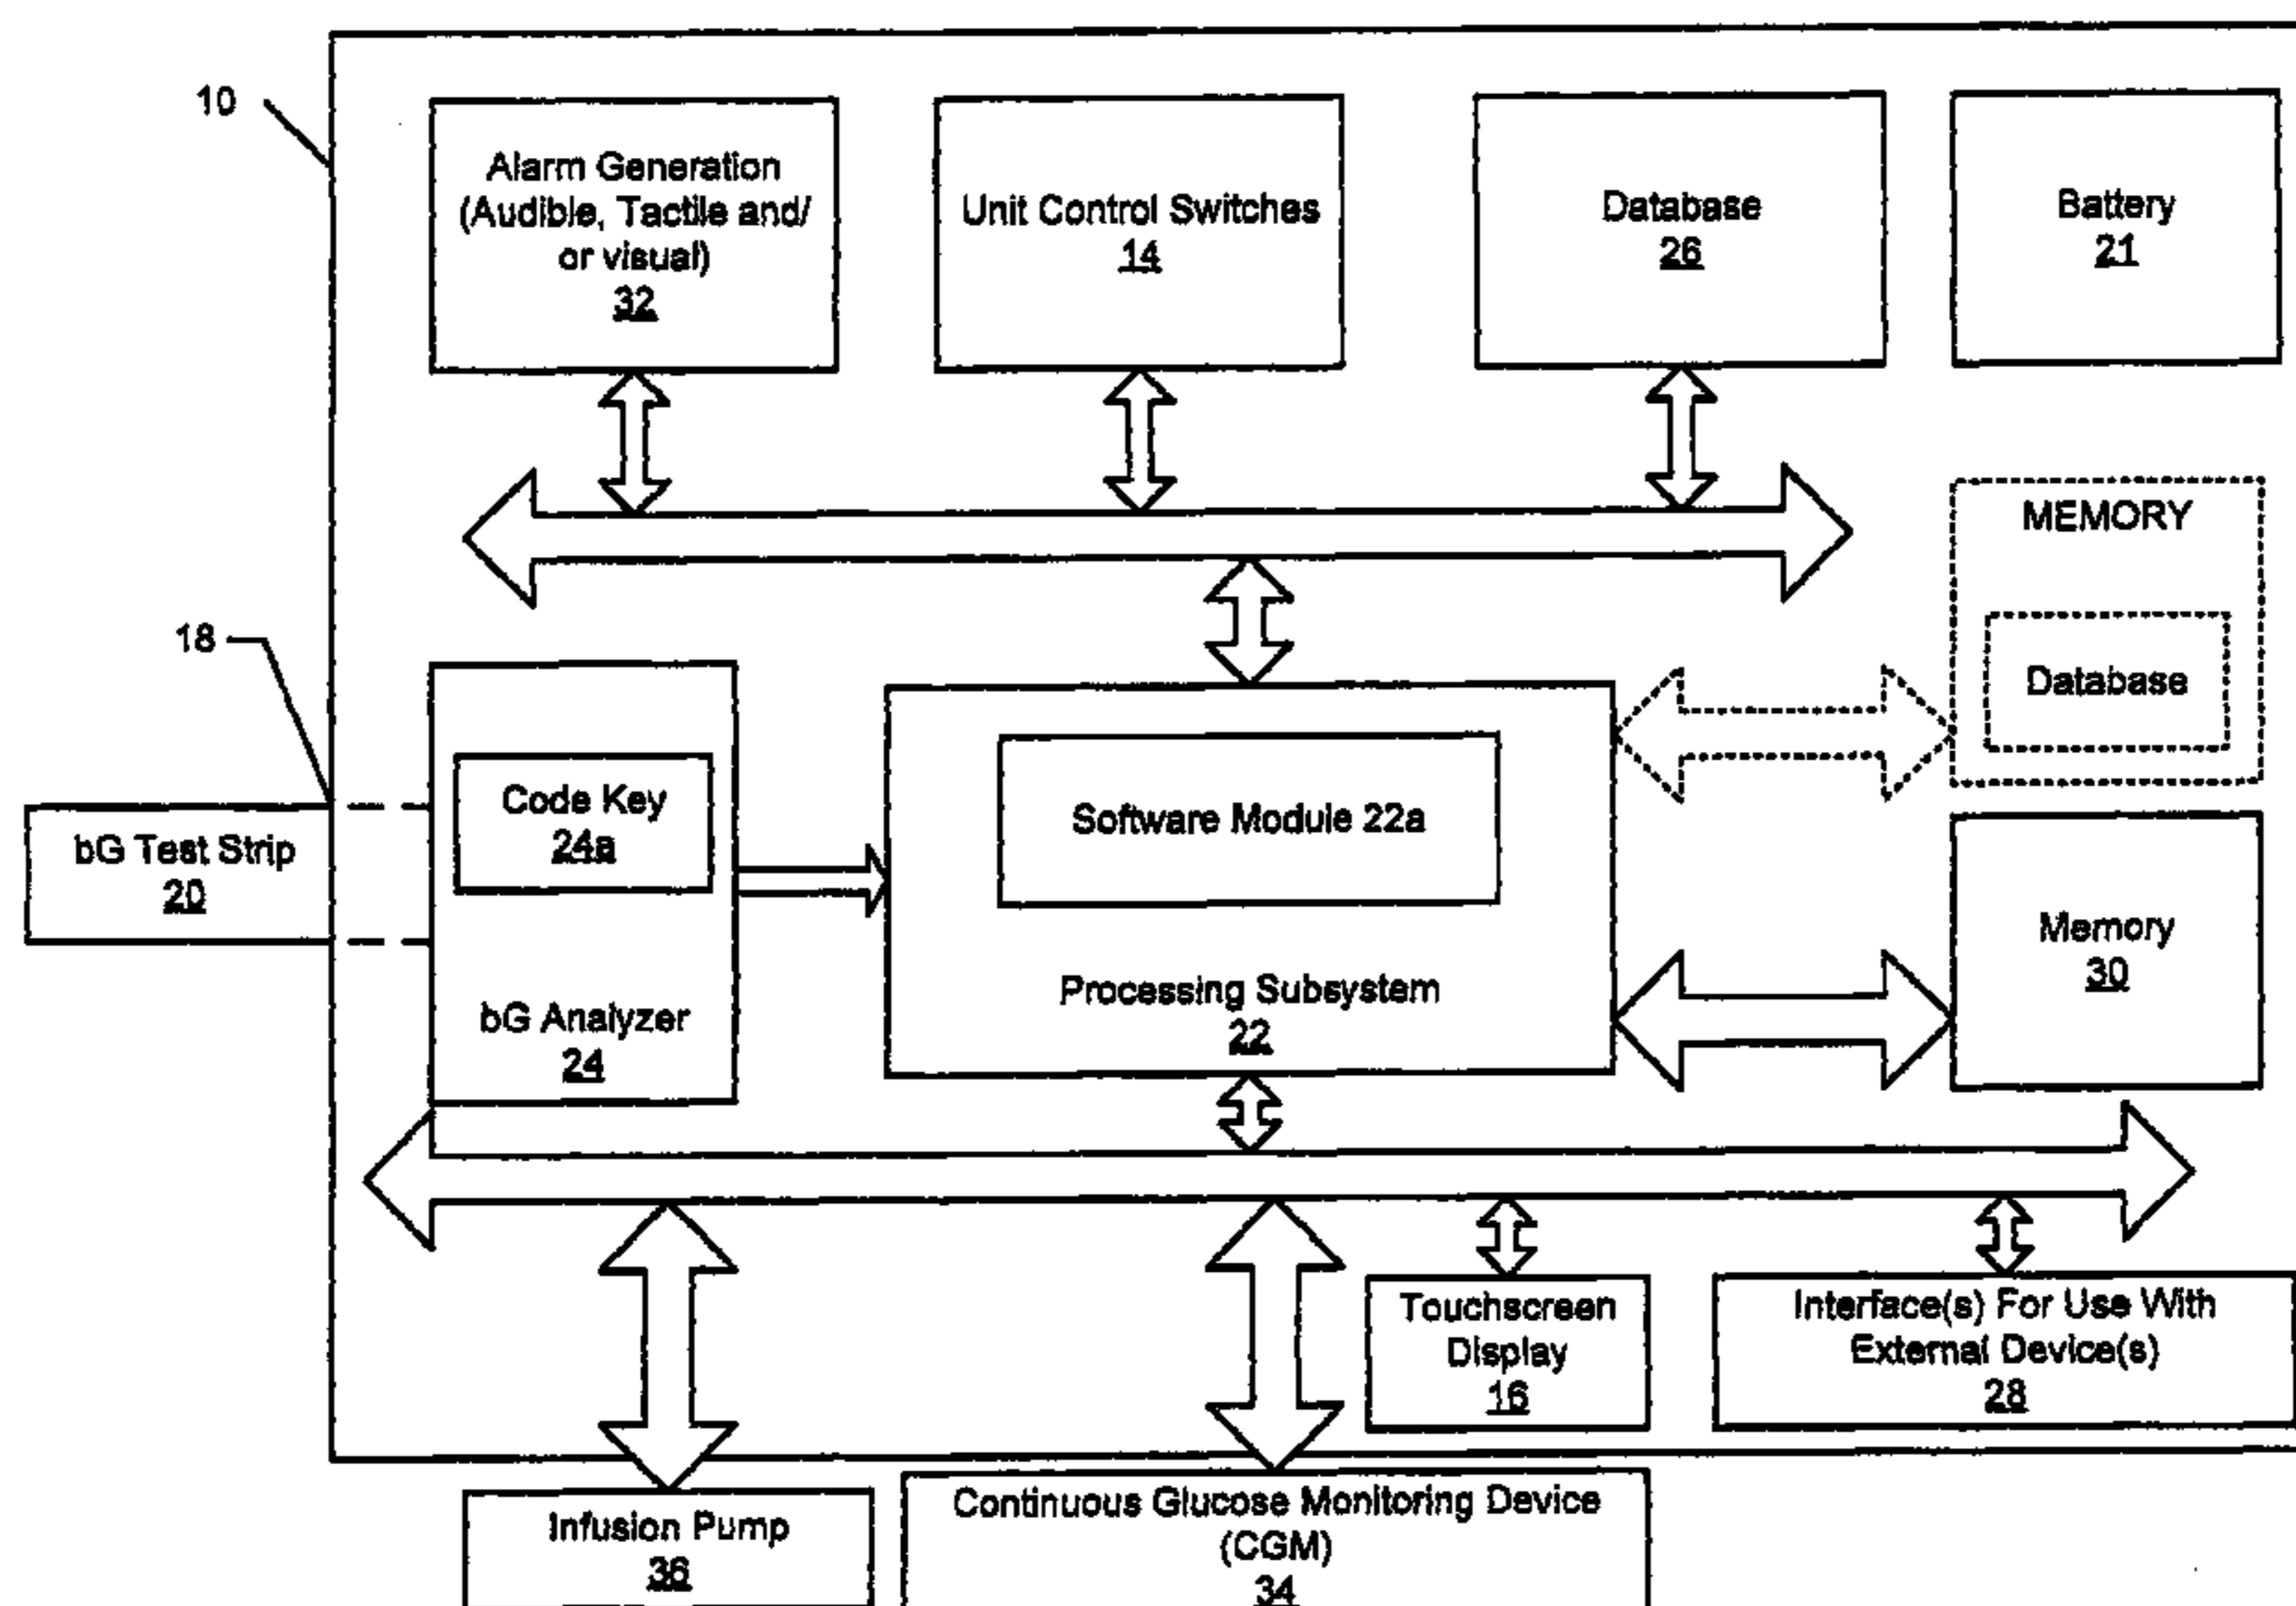 10
Alarm Generation
(Audible, Tactile and/
or visual)
32
Unit Control Switches
14
Database
26
Battery
21
MEMORY
Database
18
Code Key
24a
bG Test Strip
20
bG Analyzer
24
Software Module 22a
Processing Subsystem
22
Memory
30
Touchscreen
Display
16
Interface(s) For Use With
External Device(s)
28
Infusion Pump
36
Continuous Glucose Monitoring Device
(CGM)
34